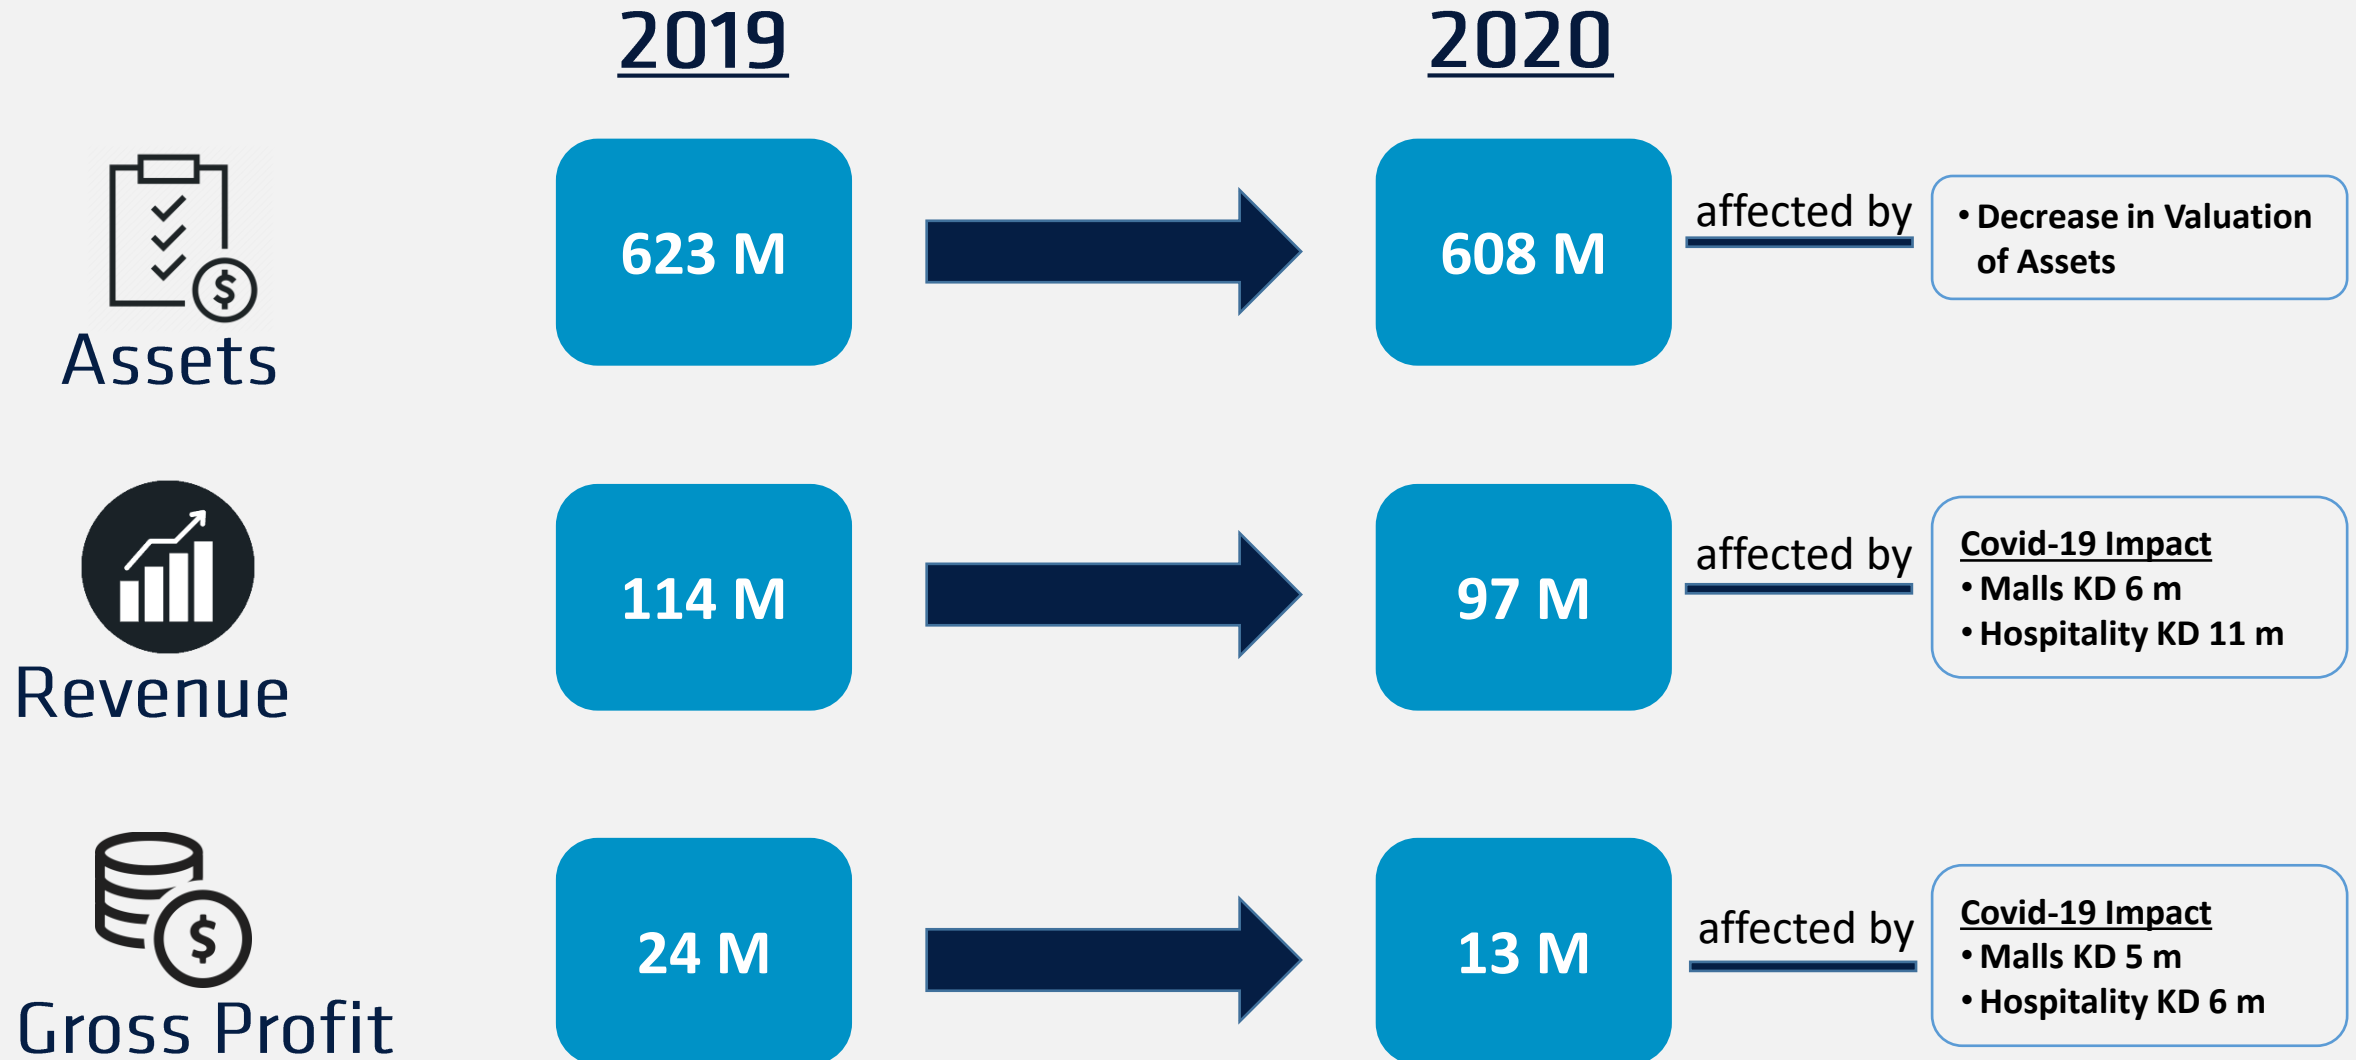 2019 2020
Assets
623 M
608 M
affected by
• Decrease in Valuation
of Assets
Revenue
114 M
97 M
affected by
Covid-19 Impact
• Malls KD 6 m
• Hospitality KD 11 m
Gross Profit
24 M
13 M
affected by
Covid-19 Impact
• Malls KD 5 m
• Hospitality KD 6 m